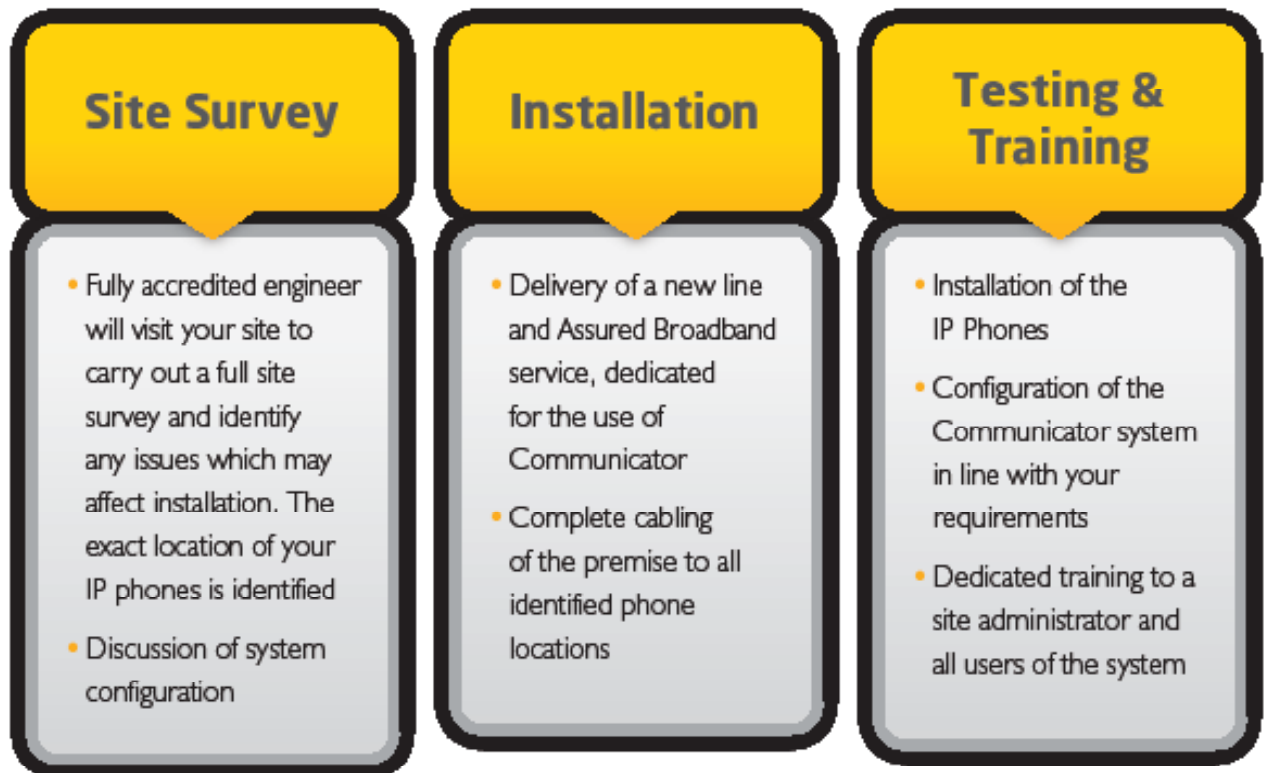 Site Survey
• Fully accredited engineer
will visit your site to
carry out a full site
survey and identify
any issues which may
affect installation. The
exact location of your
IP phones is identified
• Discussion of system
configuration
Installation
• Delivery of a new line
and Assured Broadband
service, dedicated
for the use of
Communicator
• Complete cabling
of the premise to all
identified phone
locations
Testing &
Training
• Installation of the
IP Phones
• Configuration of the
Communicator system
in line with your
requirements
• Dedicated training to a
site administrator and
all users of the system